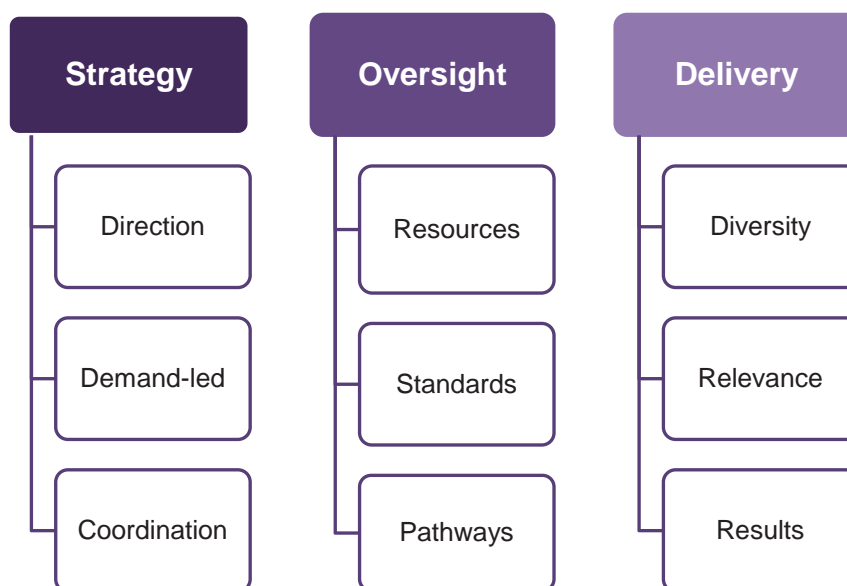 Strategy
Direction
Demand-led
Coordination
Oversight
Resources
Standards
Pathways
Delivery
Diversity
Relevance
Results